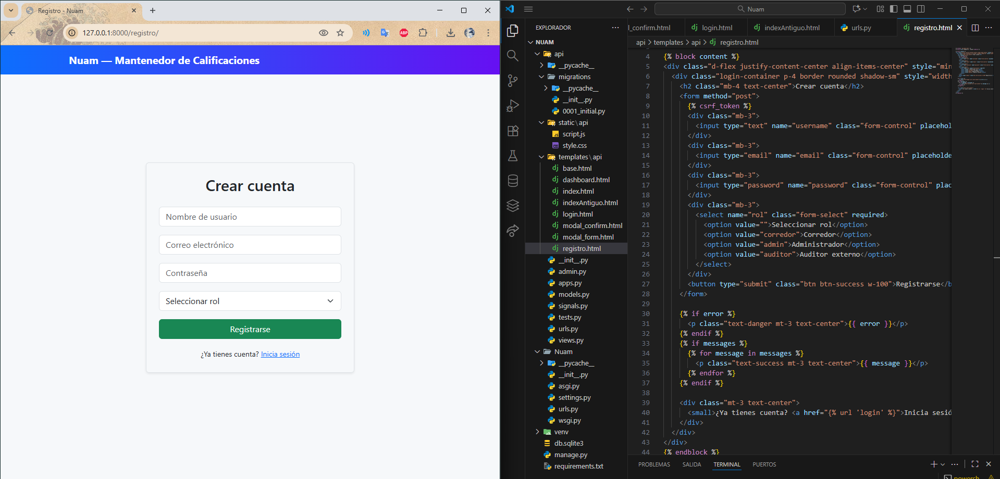 Registro - Nuam
127.0.0.1:8000/registro/
ABP
Nuam — Mantenedor de Calificaciones
Crear cuenta
Nombre de usuario
Correo electrónico
Contraseña
Seleccionar rol
Registrarse
¿Ya tienes cuenta? Inicia sesión
Nuam
EXPLORADOR
NUAM
api
__pycache__
migrations
__pycache__
__init__.py
0001_initial.py
static\api
script.js
style.css
templates\api
base.html
dashboard.html
index.html
indexAntiguo.html
login.html
modal_confirm.html
modal_form.html
registro.html
__init__.py
admin.py
apps.py
models.py
signals.py
tests.py
urls.py
views.py
Nuam
__pycache__
__init__.py
asgi.py
settings.py
urls.py
wsgi.py
venv
db.sqlite3
manage.py
requirements.txt
l_confirm.html login.html indexAntiguo.html urls.py registro.html
api > templates > api > registro.html
4 {% block content %}
5 <div class="d-flex justify-content-center align-items-center" style="min
6 <div class="login-container p-4 border rounded shadow-sm" style="width
7 <h2 class="mb-4 text-center">Crear cuenta</h2>
8 <form method="post">
9 {% csrf_token %}
10 <div class="mb-3">
11 <input type="text" name="username" class="form-control" placehol
12 </div>
13 <div class="mb-3">
14 <input type="email" name="email" class="form-control" placeholde
15 </div>
16 <div class="mb-3">
17 <input type="password" name="password" class="form-control" plac
18 </div>
19 <div class="mb-3">
20 <select name="rol" class="form-select" required>
21 <option value="">Seleccionar rol</option>
22 <option value="corredor">Corredor</option>
23 <option value="admin">Administrador</option>
24 <option value="auditor">Auditor externo</option>
25 </select>
26 </div>
27 <button type="submit" class="btn btn-success w-100">Registrarse</b
28 </form>
29
30 {% if error %}
31 <p class="text-danger mt-3 text-center">{{ error }}</p>
32 {% endif %}
33 {% if messages %}
34 {% for message in messages %}
35 <p class="text-success mt-3 text-center">{{ message }}</p>
36 {% endfor %}
37 {% endif %}
38
39 <div class="mt-3 text-center">
40 <small>¿Ya tienes cuenta? <a href="{% url 'login' %}">Inicia sesió
41 </div>
42 </div>
43 </div>
44 {% endblock %}
PROBLEMAS SALIDA TERMINAL PUERTOS
powersh